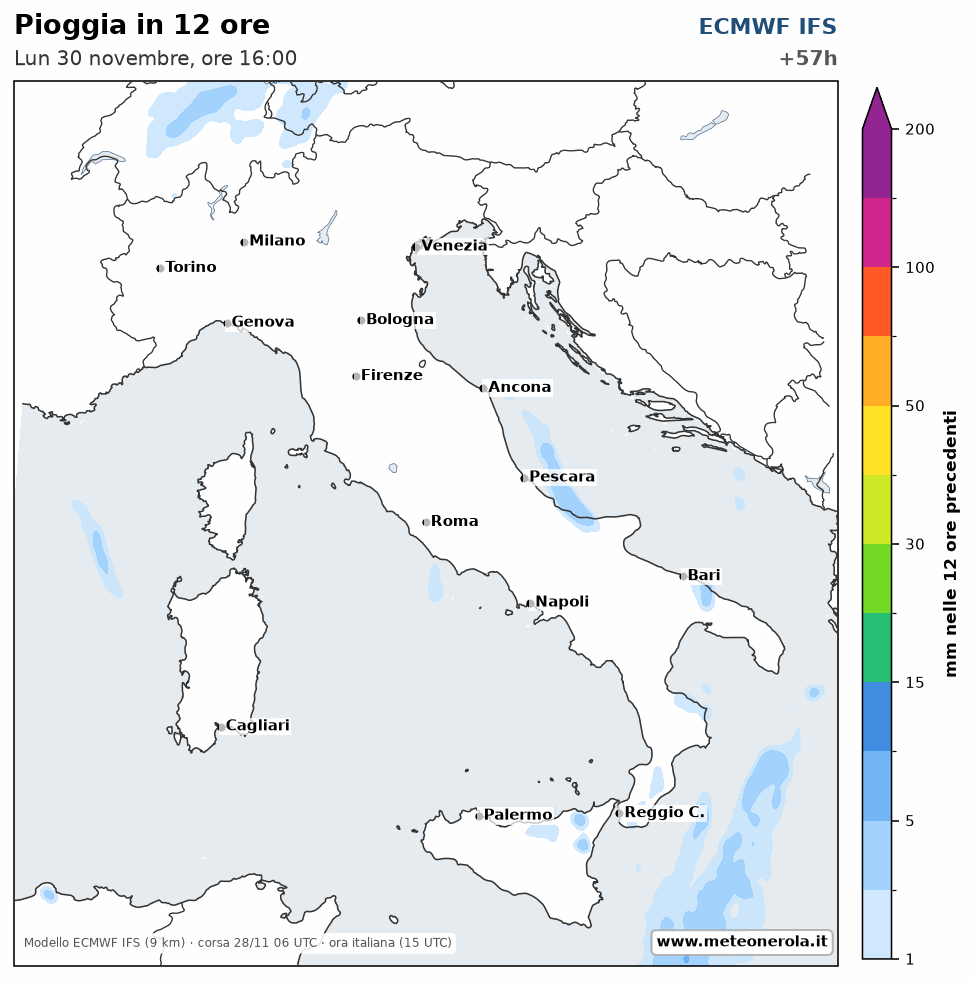 Pioggia in 12 ore
ECMWF IFS
Lun 30 novembre, ore 16:00
+57h
200
100
50
30
15
5
1
mm nelle 12 ore precedenti
Milano
Venezia
Torino
Genova
Bologna
Firenze
Ancona
Pescara
Roma
Bari
Napoli
Cagliari
Palermo
Reggio C.
Modello ECMWF IFS (9 km) · corsa 28/11 06 UTC · ora italiana (15 UTC)
www.meteonerola.it